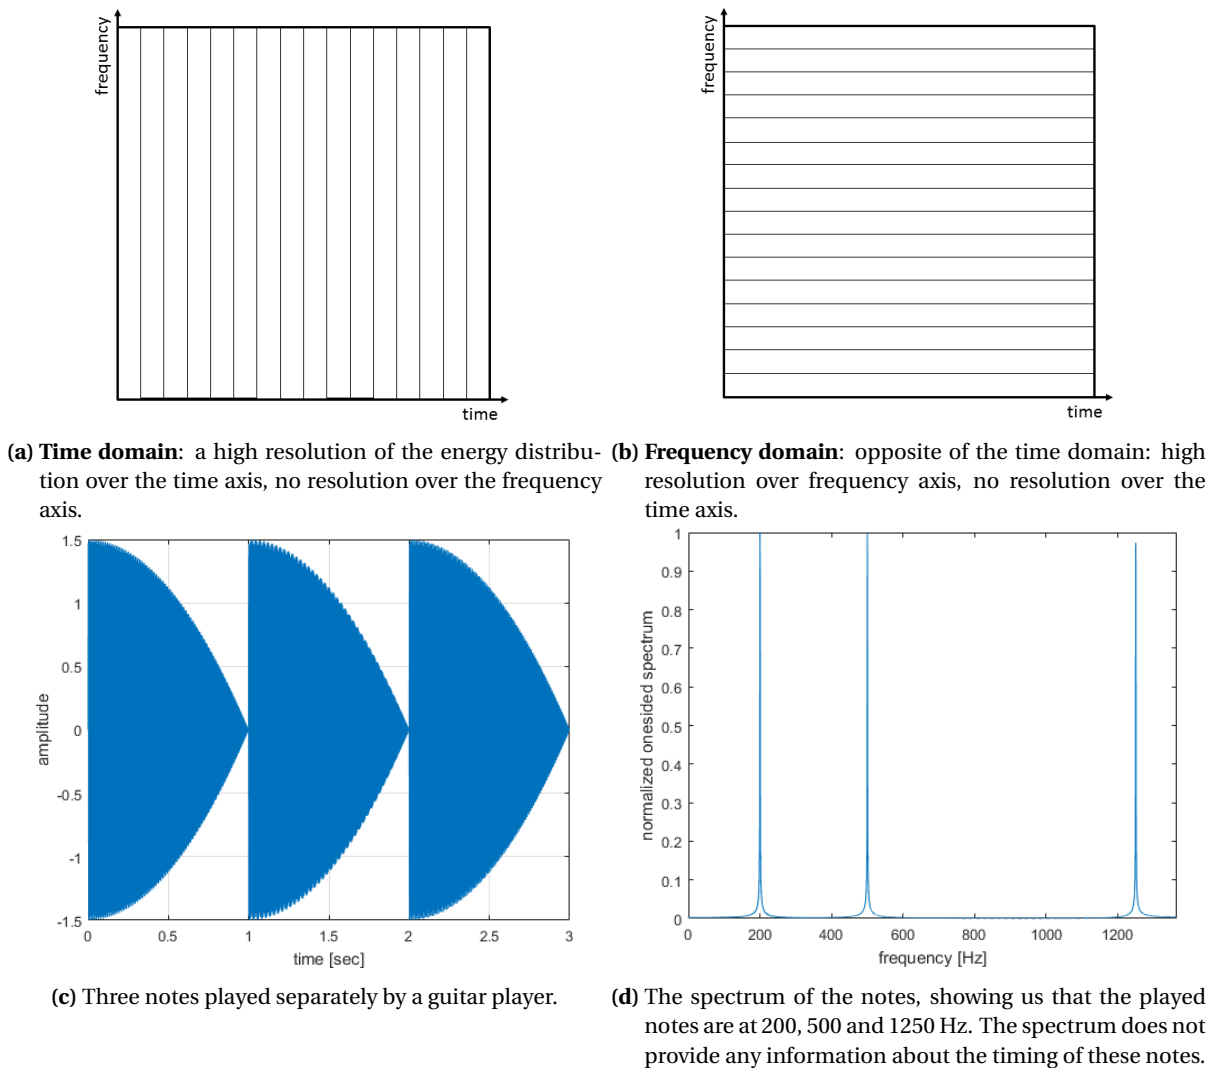 frequency
time
frequency
time
(a) Time domain: a high resolution of the energy distribu-
tion over the time axis, no resolution over the frequency
axis.
(b) Frequency domain: opposite of the time domain: high
resolution over frequency axis, no resolution over the
time axis.
1.5
1
0.5
0
-0.5
-1
-1.5
amplitude
0 0.5 1 1.5 2 2.5 3
time [sec]
1
0.9
0.8
0.7
0.6
0.5
0.4
0.3
0.2
0.1
0
normalized onesided spectrum
0 200 400 600 800 1000 1200
frequency [Hz]
(c) Three notes played separately by a guitar player.
(d) The spectrum of the notes, showing us that the played
notes are at 200, 500 and 1250 Hz. The spectrum does not
provide any information about the timing of these notes.